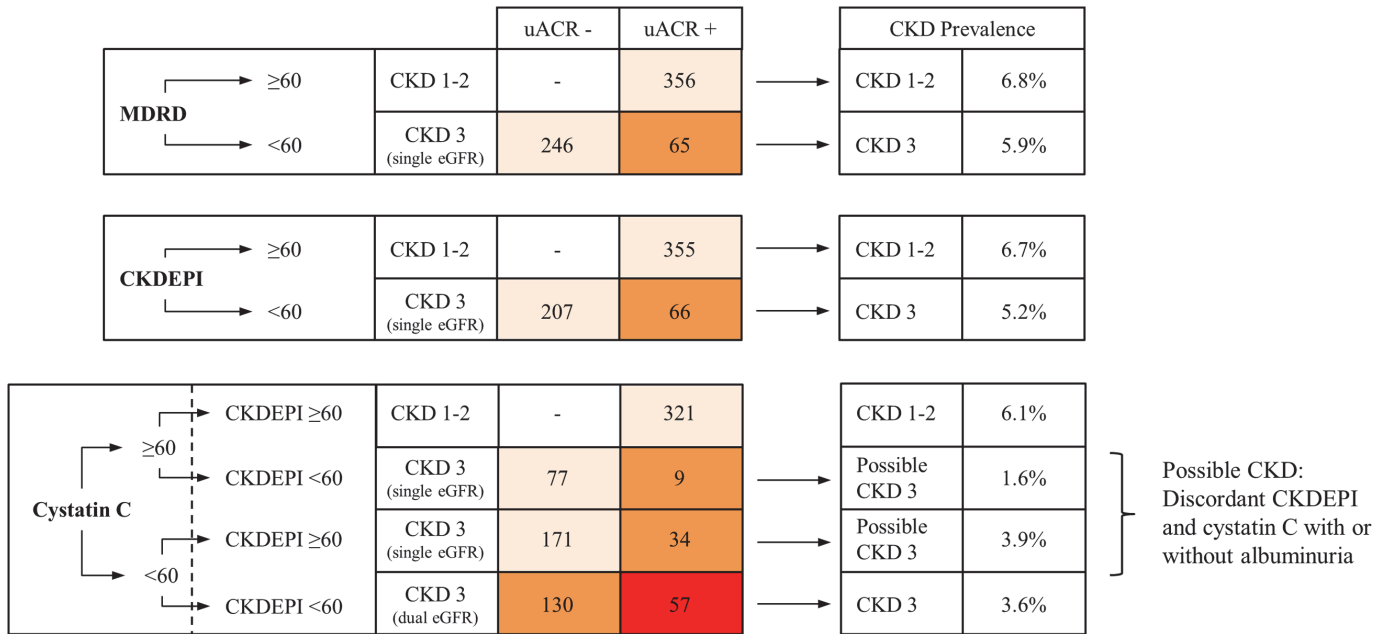 uACR - uACR + CKD Prevalence
MDRD
≥60 CKD 1-2 - 356 CKD 1-2 6.8%
<60 CKD 3 (single eGFR) 246 65 CKD 3 5.9%
CKDEPI
≥60 CKD 1-2 - 355 CKD 1-2 6.7%
<60 CKD 3 (single eGFR) 207 66 CKD 3 5.2%
Cystatin C
≥60
CKDEPI ≥60 CKD 1-2 - 321 CKD 1-2 6.1%
CKDEPI <60 CKD 3 (single eGFR) 77 9 Possible CKD 3 1.6%
<60
CKDEPI ≥60 CKD 3 (single eGFR) 171 34 Possible CKD 3 3.9%
CKDEPI <60 CKD 3 (dual eGFR) 130 57 CKD 3 3.6%
Possible CKD:
Discordant CKDEPI
and cystatin C with or
without albuminuria